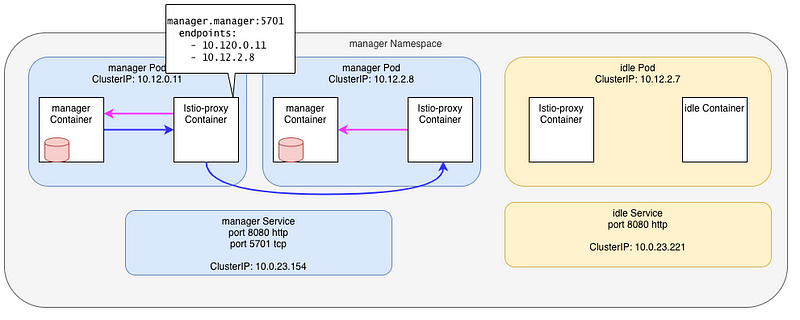 manager.manager:5701
endpoints:
- 10.120.0.11
- 10.12.2.8
manager Namespace
manager Pod
ClusterIP: 10.12.0.11
manager Pod
ClusterIP: 10.12.2.8
idle Pod
ClusterIP: 10.12.2.7
manager
Container
Istio-proxy
Container
manager
Container
Istio-proxy
Container
Istio-proxy
Container
idle Container
manager Service
port 8080 http
port 5701 tcp
ClusterIP: 10.0.23.154
idle Service
port 8080 http
ClusterIP: 10.0.23.221